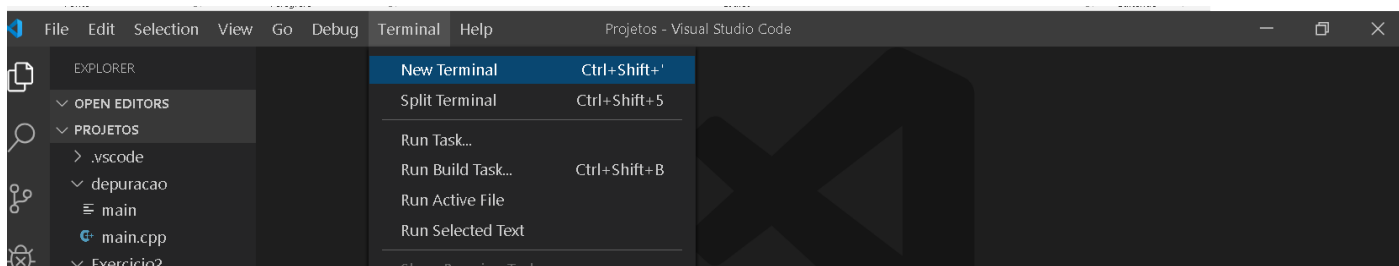 File Edit Selection View Go Debug Terminal Help Projetos - Visual Studio Code
EXPLORER
OPEN EDITORS
PROJETOS
.vscode
depuracao
main
main.cpp
Exercicio2
New Terminal Ctrl+Shift+'
Split Terminal Ctrl+Shift+5
Run Task...
Run Build Task... Ctrl+Shift+B
Run Active File
Run Selected Text